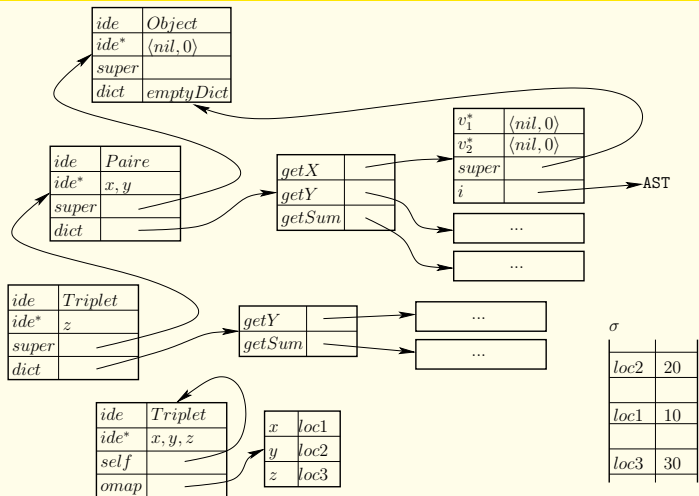 ide Object
ide* ⟨nil, 0⟩
super
dict emptyDict
v₁* ⟨nil, 0⟩
v₂* ⟨nil, 0⟩
super
i
AST
ide Paire
ide* x, y
super
dict
getX
getY
getSum
...
...
ide Triplet
ide* z
super
dict
getY
getSum
...
...
σ
loc2 20
loc1 10
loc3 30
ide Triplet
ide* x, y, z
self
omap
x loc1
y loc2
z loc3